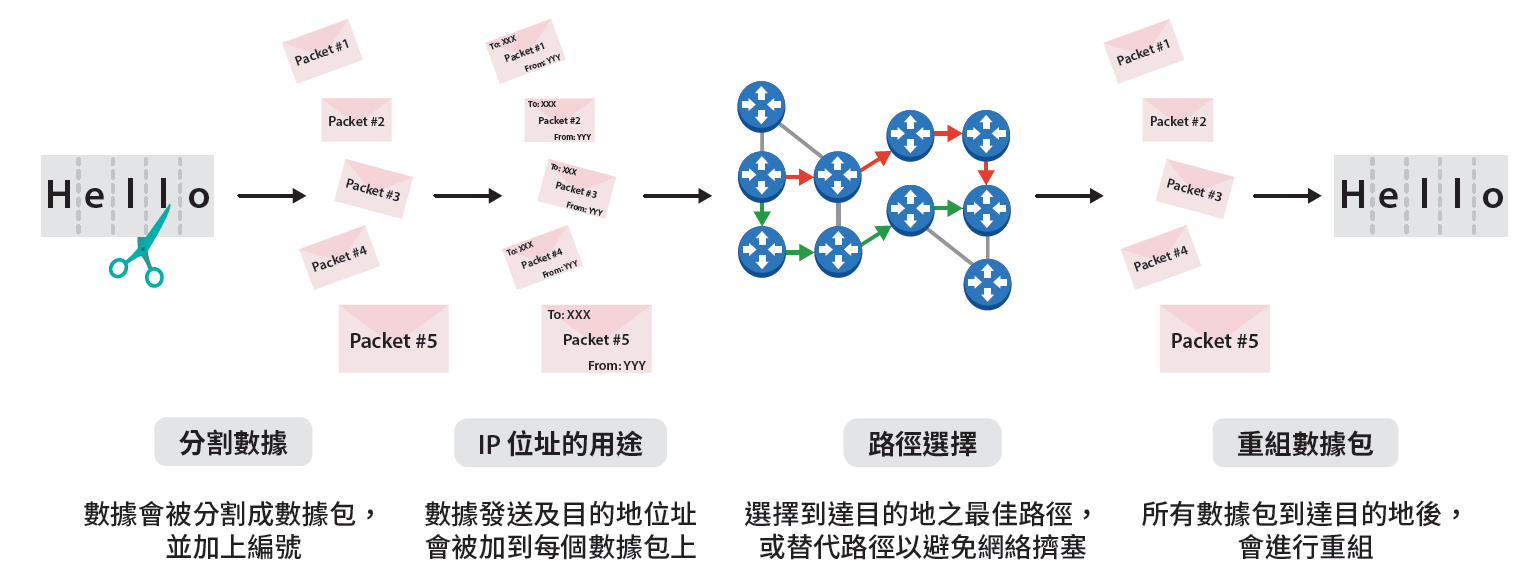 H e l l o
Packet #1
Packet #2
Packet #3
Packet #4
Packet #5
To: XXX
Packet #1
From: YYY
To: XXX
Packet #2
From: YYY
To: XXX
Packet #3
From: YYY
To: XXX
Packet #4
From: YYY
To: XXX
Packet #5
From: YYY
Packet #1
Packet #2
Packet #3
Packet #4
Packet #5
H e l l o
分割數據
數據會被分割成數據包，
並加上編號
IP 位址的用途
數據發送及目的地位址
會被加到每個數據包上
路徑選擇
選擇到達目的地之最佳路徑，
或替代路徑以避免網絡擠塞
重組數據包
所有數據包到達目的地後，
會進行重組